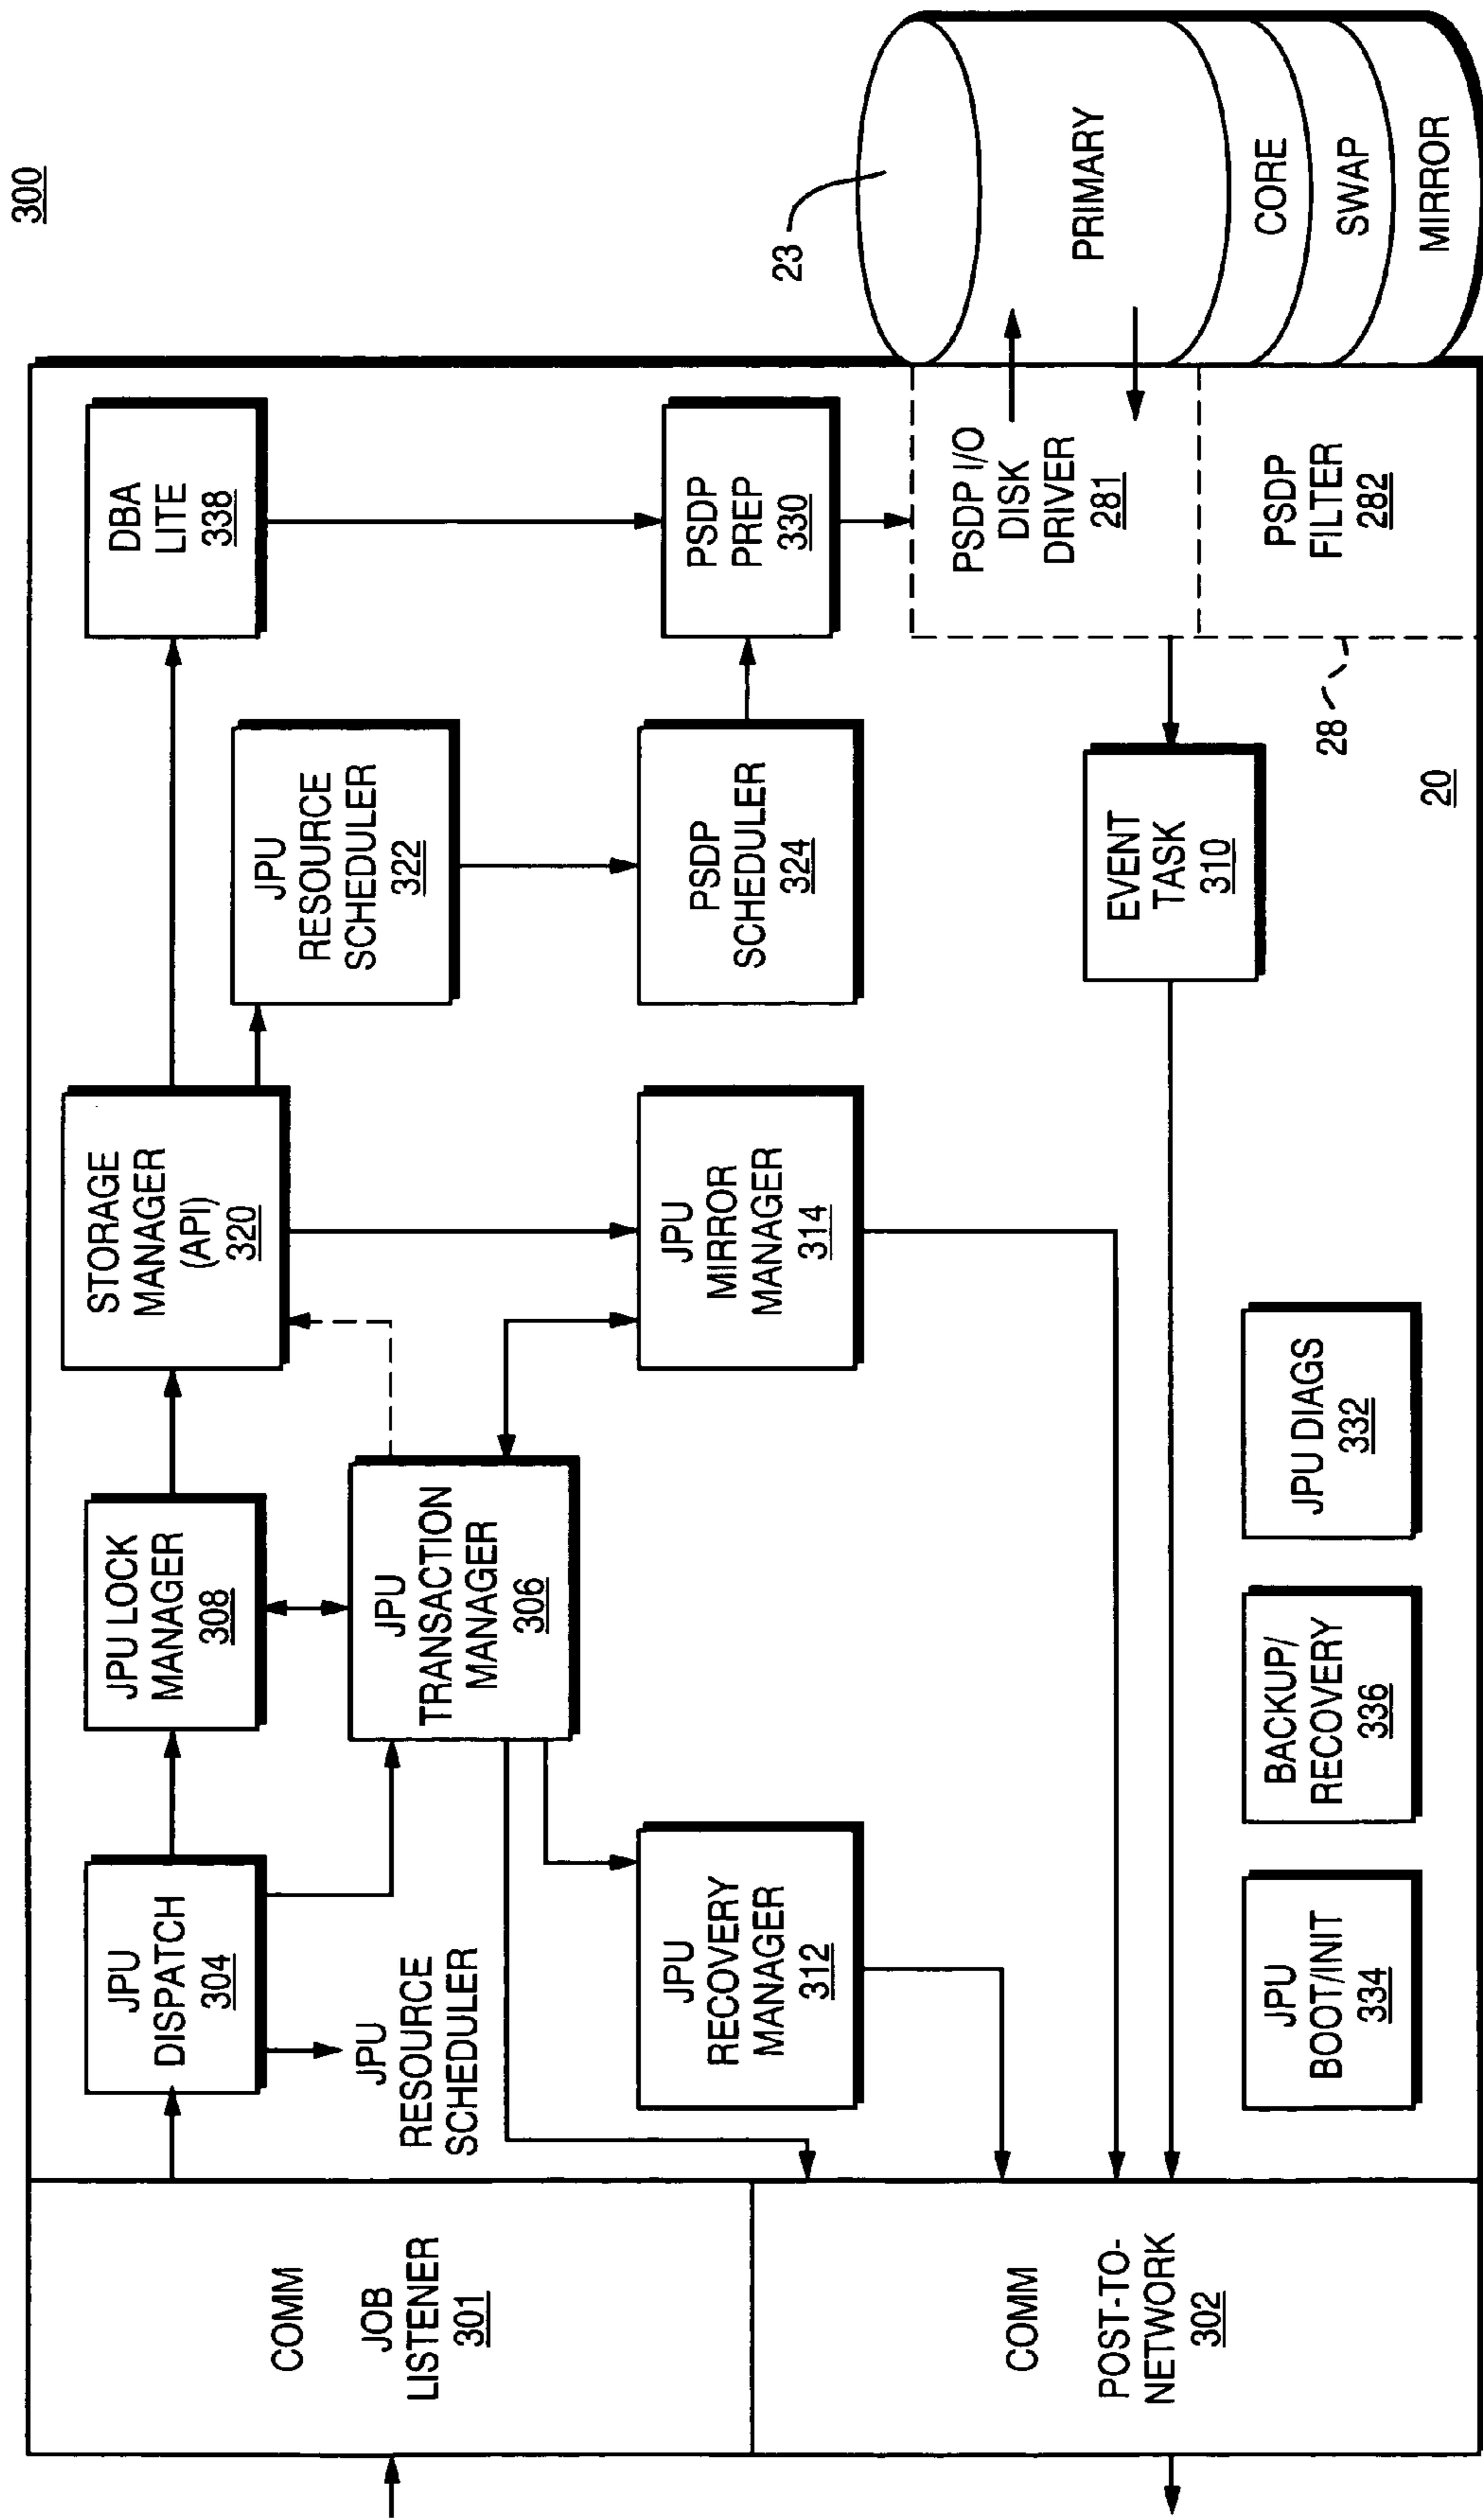 300
COMM
JOB
LISTENER
301
COMM
POST-TO-
NETWORK
302
JPU
DISPATCH
304
JPU
RESOURCE
SCHEDULER
JPU LOCK
MANAGER
308
JPU
TRANSACTION
MANAGER
306
JPU
RECOVERY
MANAGER
312
STORAGE
MANAGER
(API)
320
JPU
MIRROR
MANAGER
314
JPU
RESOURCE
SCHEDULER
322
PSDP
SCHEDULER
324
DBA
LITE
338
PSDP
PREP
330
PSDP I/O
DISK
DRIVER
281
PSDP
FILTER
282
EVENT
TASK
310
JPU
BOOT/INIT
334
BACKUP/
RECOVERY
336
JPU DIAGS
332
28
20
23
PRIMARY
CORE
SWAP
MIRROR